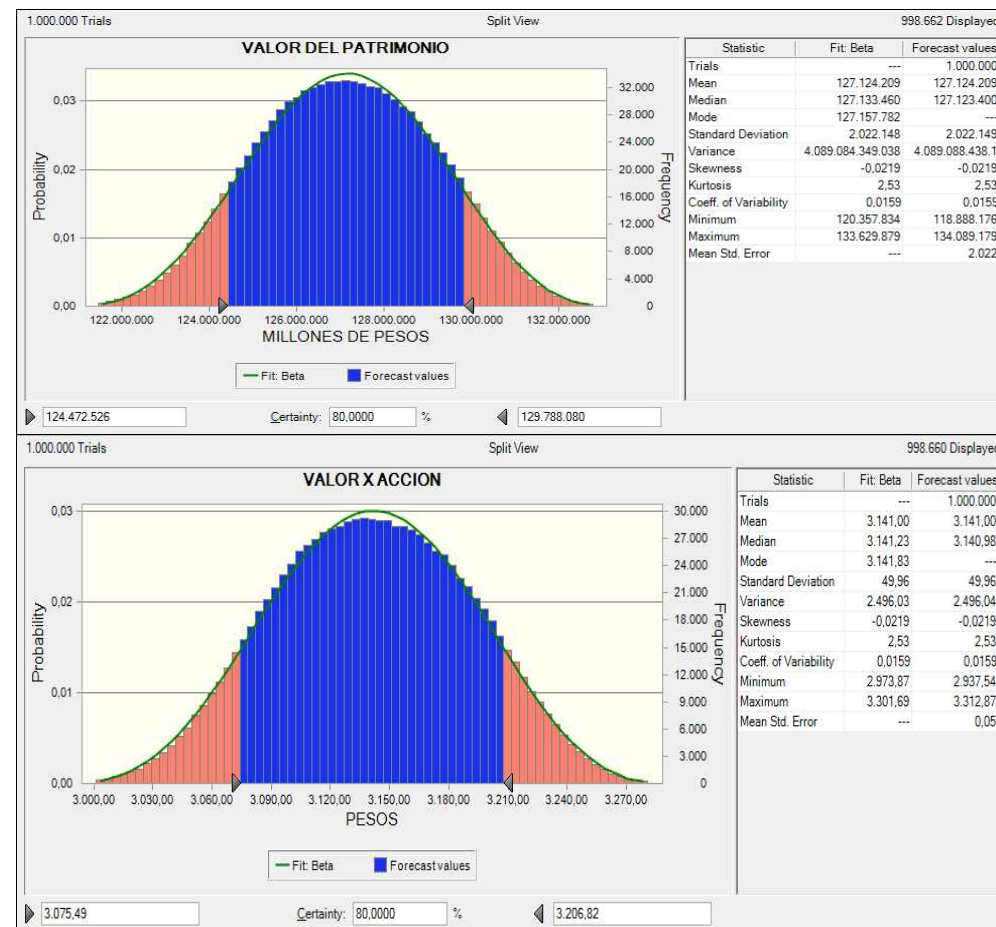 1.000.000 Trials Split View 998.662 Displayed
VALOR DEL PATRIMONIO
Probability
0,03
0,02
0,01
0,00
32.000
28.000
24.000
20.000
16.000
12.000
8.000
4.000
0
Frequency
122.000.000 124.000.000 126.000.000 128.000.000 130.000.000 132.000.000
MILLONES DE PESOS
Fit: Beta Forecast values
Statistic Fit: Beta Forecast values
Trials --- 1.000.000
Mean 127.124.209 127.124.209
Median 127.133.460 127.123.400
Mode 127.157.782 ---
Standard Deviation 2.022.148 2.022.149
Variance 4.089.084.349.038 4.089.088.438.1
Skewness -0,0219 -0,0219
Kurtosis 2,53 2,53
Coeff. of Variability 0,0159 0,0159
Minimum 120.357.834 118.888.176
Maximum 133.629.879 134.089.179
Mean Std. Error --- 2.022
124.472.526 Certainty: 80,0000 % 129.788.080
1.000.000 Trials Split View 998.660 Displayed
VALOR X ACCION
Probability
0,03
0,02
0,01
0,00
30.000
27.000
24.000
21.000
18.000
15.000
12.000
9.000
6.000
3.000
0
Frequency
3.000,00 3.030,00 3.060,00 3.090,00 3.120,00 3.150,00 3.180,00 3.210,00 3.240,00 3.270,00
PESOS
Fit: Beta Forecast values
Statistic Fit: Beta Forecast values
Trials --- 1.000.000
Mean 3.141,00 3.141,00
Median 3.141,23 3.140,98
Mode 3.141,83 ---
Standard Deviation 49,96 49,96
Variance 2.496,03 2.496,04
Skewness -0,0219 -0,0219
Kurtosis 2,53 2,53
Coeff. of Variability 0,0159 0,0159
Minimum 2.973,87 2.937,54
Maximum 3.301,69 3.312,87
Mean Std. Error --- 0,05
3.075,49 Certainty: 80,0000 % 3.206,82